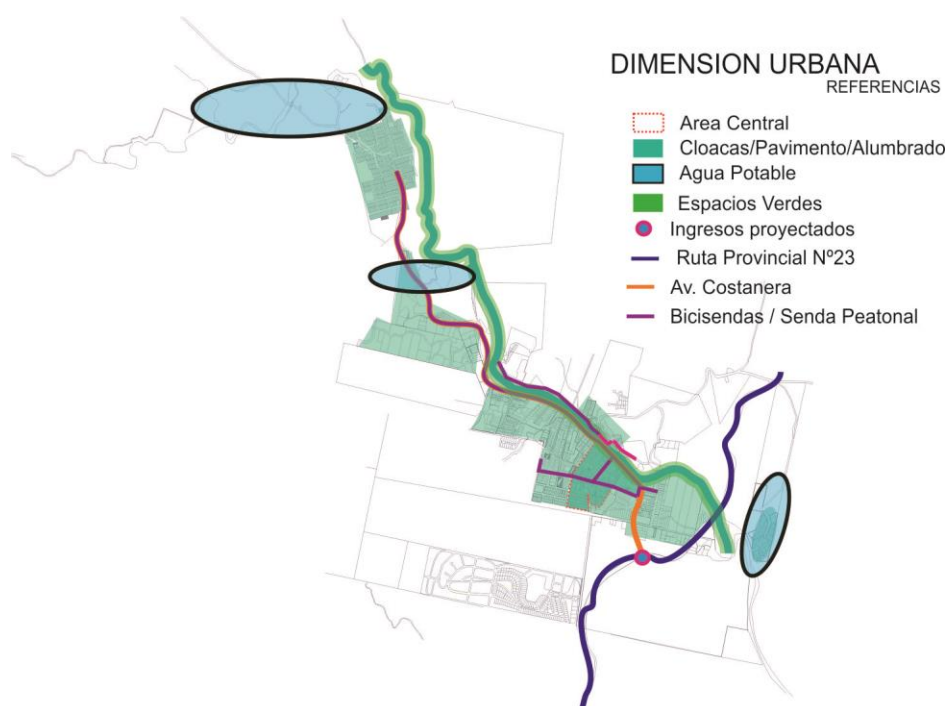 DIMENSION URBANA
REFERENCIAS
Area Central
Cloacas/Pavimento/Alumbrado
Agua Potable
Espacios Verdes
Ingresos proyectados
Ruta Provincial Nº23
Av. Costanera
Bicisendas / Senda Peatonal